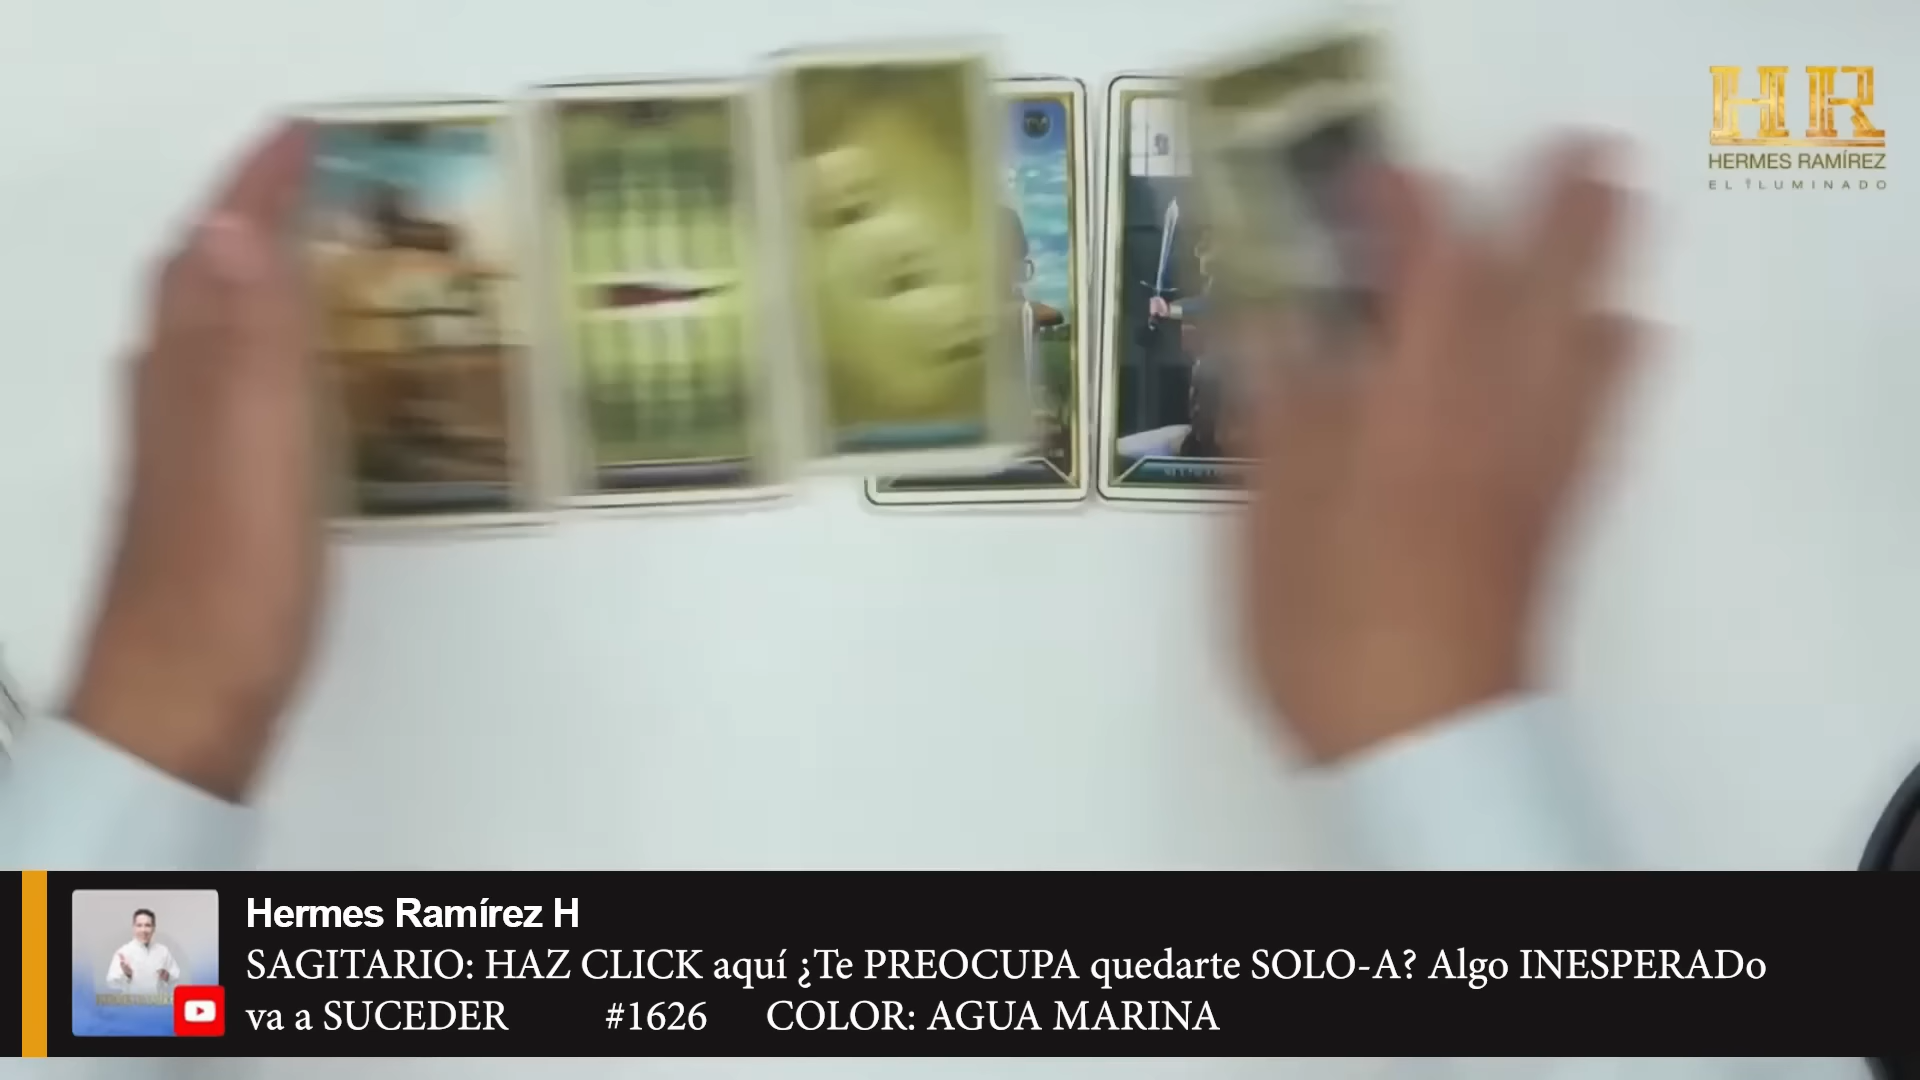 HR
HERMES RAMÍREZ
EL ILUMINADO
Hermes Ramírez H
SAGITARIO: HAZ CLICK aquí ¿Te PREOCUPA quedarte SOLO-A? Algo INESPERADo
va a SUCEDER #1626 COLOR: AGUA MARINA